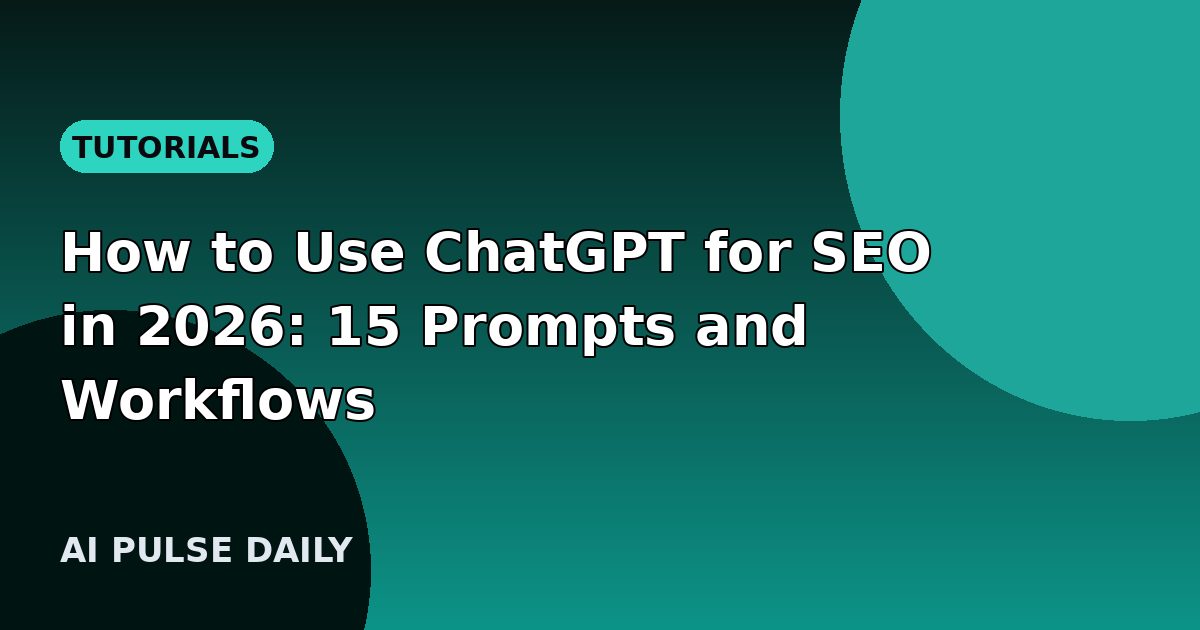 TUTORIALS
How to Use ChatGPT for SEO
in 2026: 15 Prompts and
Workflows
AI PULSE DAILY